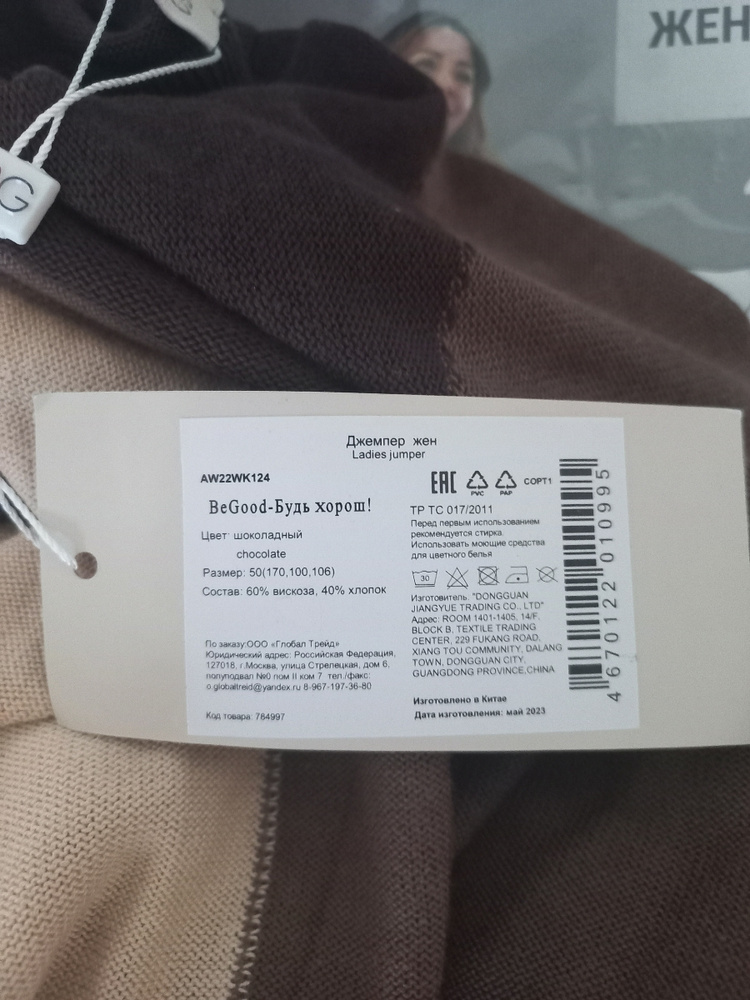 ЖЕН
G
Джемпер жен
Ladies jumper
AW22WK124
BeGood-Будь хорош!
Цвет: шоколадный
chocolate
Размер: 50(170,100,106)
Состав: 60% вискоза, 40% хлопок
По заказу:ООО «Глобал Трейд»
Юридический адрес: Российская Федерация,
127018, г.Москва, улица Стрелецкая, дом 6,
полуподвал №0 пом II ком 7 тел./факс:
o.globaltreid@yandex.ru 8-967-197-36-80
Код товара: 784997
EAC
PVC
PAP
СОРТ1
ТР ТС 017/2011
Перед первым использованием
рекомендуется стирка.
Использовать моющие средства
для цветного белья
30
Изготовитель: "DONGGUAN
JIANGYUE TRADING CO., LTD"
Адрес: ROOM 1401-1405, 14/F,
BLOCK B, TEXTILE TRADING
CENTER, 229 FUKANG ROAD,
XIANG TOU COMMUNITY, DALANG
TOWN, DONGGUAN CITY,
GUANGDONG PROVINCE,CHINA
Изготовлено в Китае
Дата изготовления: май 2023
4 670122 010995